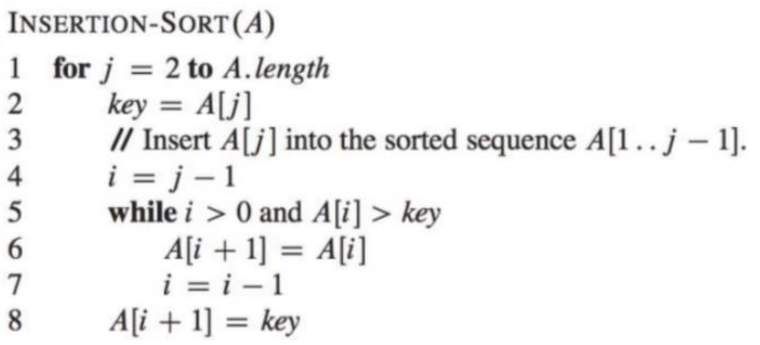 INSERTION-SORT(A)
1 for j = 2 to A.length
2 key = A[j]
3 // Insert A[j] into the sorted sequence A[1 . . j − 1].
4 i = j − 1
5 while i > 0 and A[i] > key
6 A[i + 1] = A[i]
7 i = i − 1
8 A[i + 1] = key